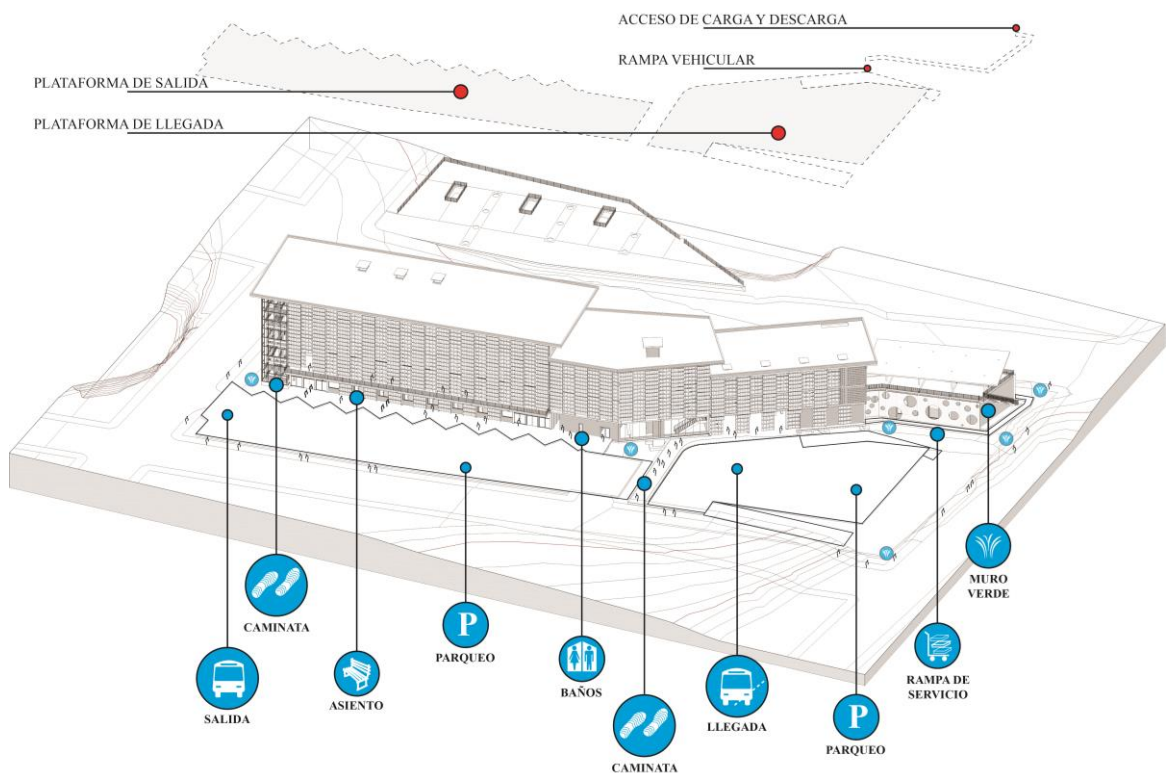 ACCESO DE CARGA Y DESCARGA
RAMPA VEHICULAR
PLATAFORMA DE SALIDA
PLATAFORMA DE LLEGADA
MURO
VERDE
CAMINATA
P
PARQUEO
BAÑOS
RAMPA DE
SERVICIO
SALIDA
ASIENTO
LLEGADA
P
PARQUEO
CAMINATA